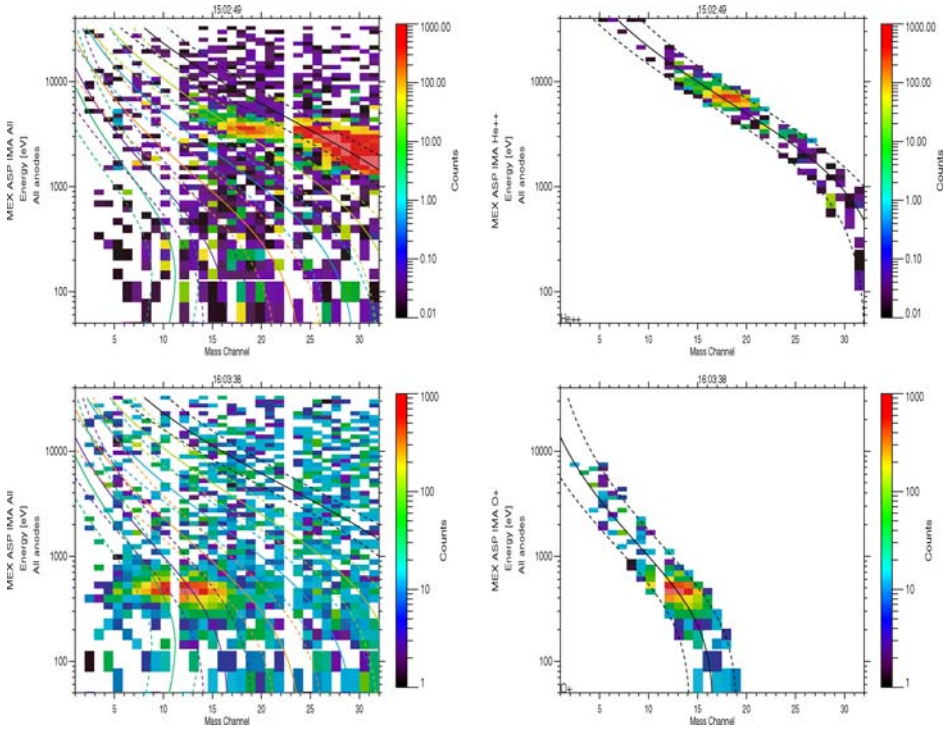 15:02:49
MEX ASP IMA All
Energy [eV]
All anodes
10000
1000
100
5
10
15
20
25
30
Mass Channel
1000.00
100.00
10.00
1.00
0.10
0.01
Counts
15:02:49
MEX ASP IMA He++
Energy [eV]
All anodes
10000
1000
100
He++
5
10
15
20
25
30
Mass Channel
1000.00
100.00
10.00
1.00
0.10
0.01
Counts
16:03:38
MEX ASP IMA All
Energy [eV]
All anodes
10000
1000
100
5
10
15
20
25
30
Mass Channel
1000
100
10
1
Counts
16:03:38
MEX ASP IMA O+
Energy [eV]
All anodes
10000
1000
100
O+
5
10
15
20
25
30
Mass Channel
1000
100
10
1
Counts